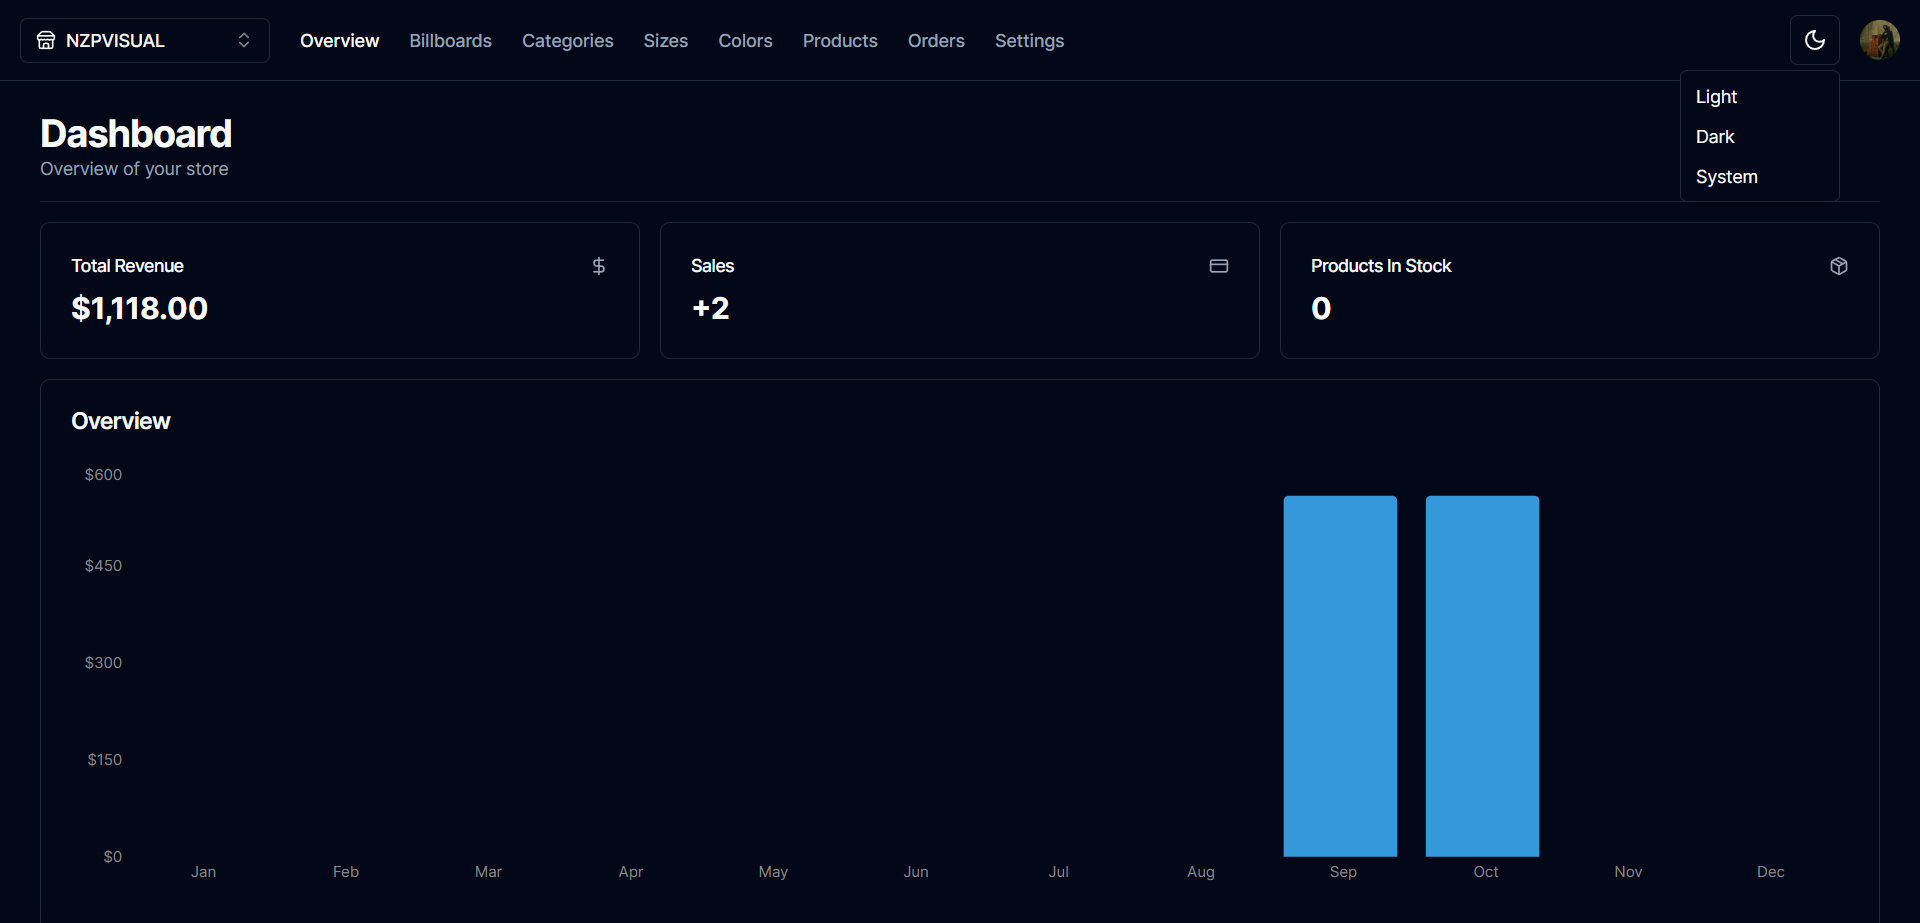 NZPVISUAL
Overview Billboards Categories Sizes Colors Products Orders Settings
Light
Dark
System
Dashboard
Overview of your store
Total Revenue
$1,118.00
Sales
+2
Products In Stock
0
Overview
$600
$450
$300
$150
$0
Jan Feb Mar Apr May Jun Jul Aug Sep Oct Nov Dec